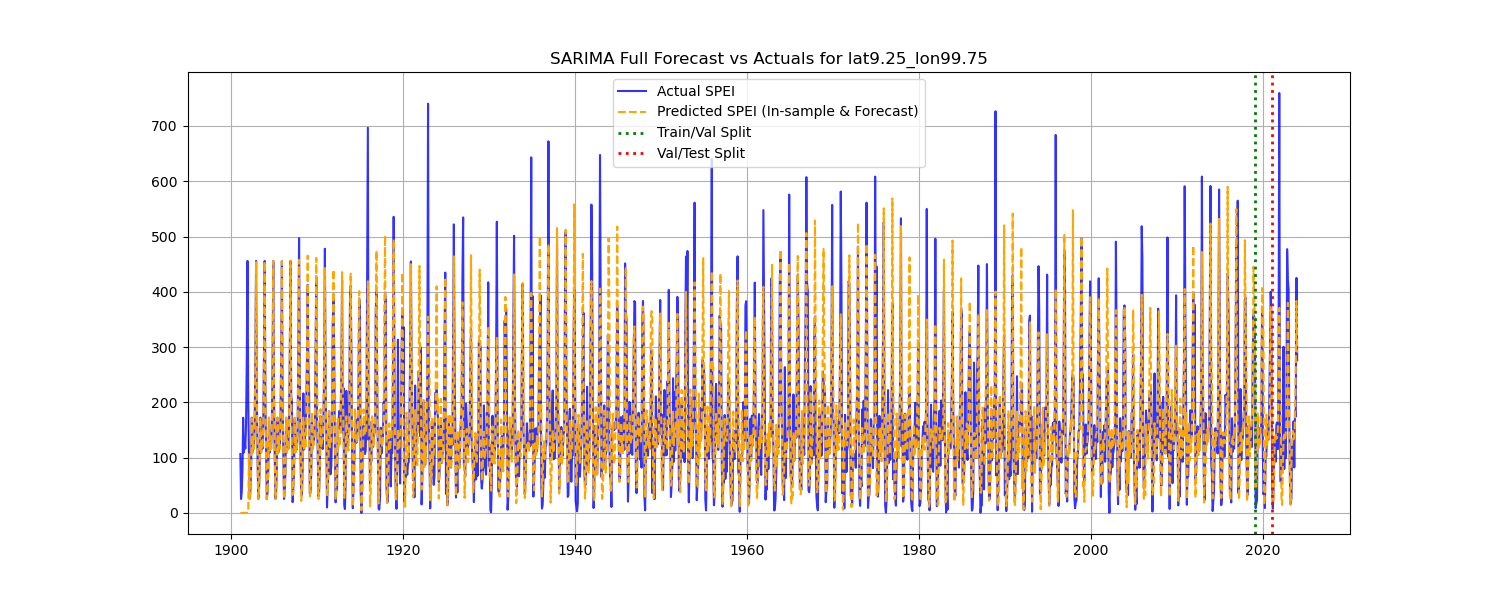 SARIMA Full Forecast vs Actuals for lat9.25_lon99.75
Actual SPEI
Predicted SPEI (In-sample & Forecast)
Train/Val Split
Val/Test Split
700
600
500
400
300
200
100
0
1900 1920 1940 1960 1980 2000 2020